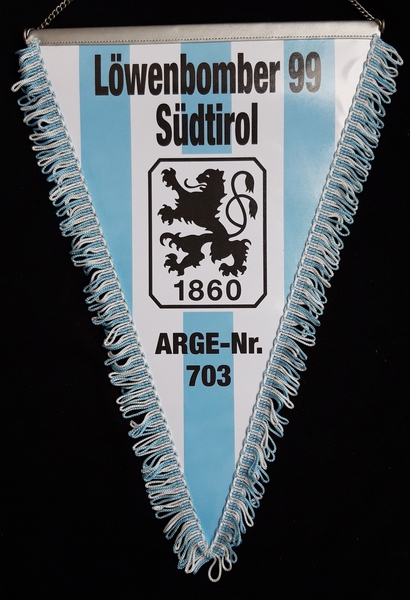 Löwenbomber 99
Südtirol
1860
ARGE-Nr.
703